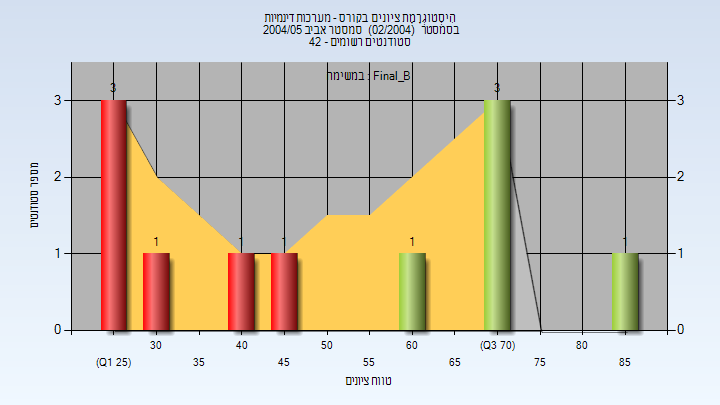 היסטוגרמת ציונים בקורס - מערכות דינמיות
בסמסטר (02/2004) סמסטר אביב 2004/05
סטודנטים רשומים - 42
במשימה : Final_B
מספר סטודנטים
3 3
2 2
1 1
0 0
3 1 1 1 1 3 1
30 40 50 60 (Q3 70) 80
(Q1 25) 35 45 55 65 75 85
טווח ציונים